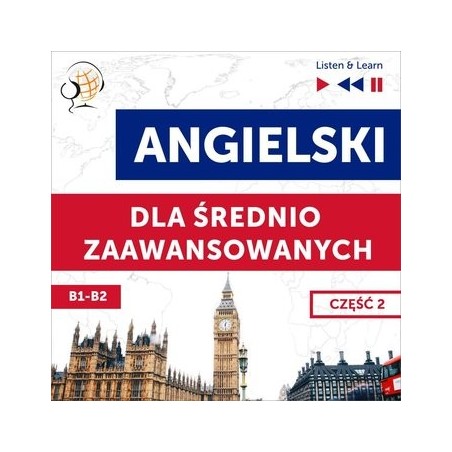 Listen & Learn
ANGIELSKI
DLA ŚREDNIO
ZAAWANSOWANYCH
B1-B2
CZĘŚĆ 2